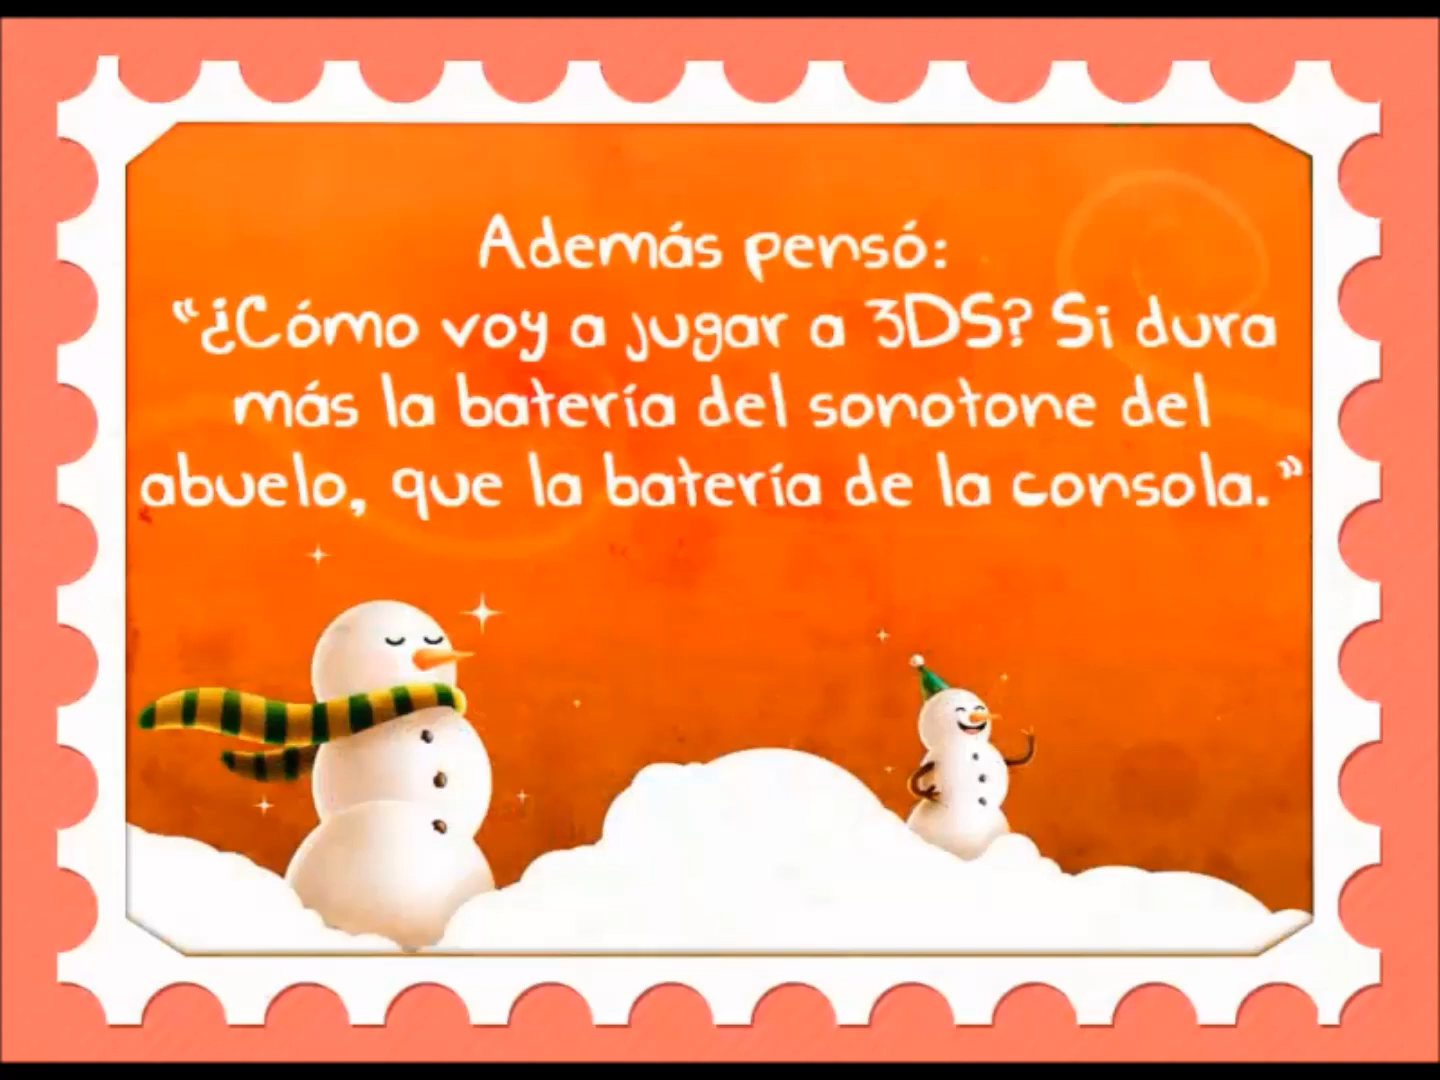 Además pensó:
“¿Cómo voy a jugar a 3DS? Si dura
más la batería del sonotone del
abuelo, que la batería de la consola.”